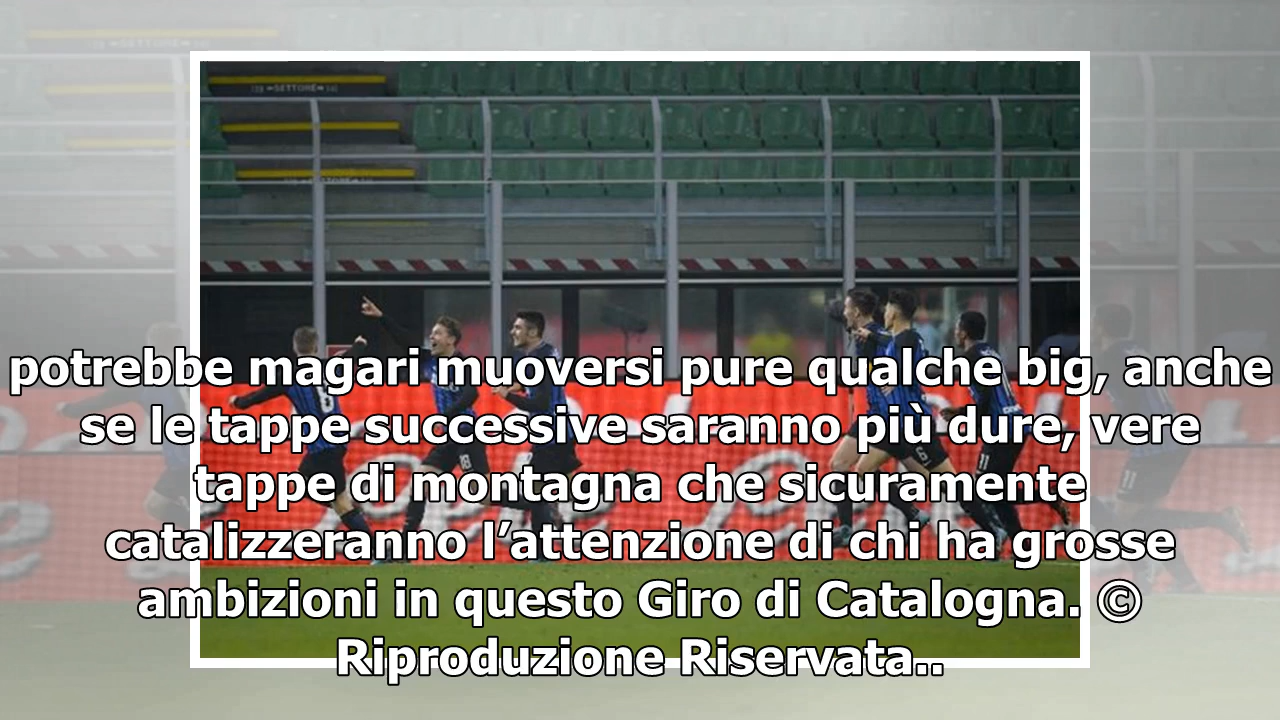 SETTORE
potrebbe magari muoversi pure qualche big, anche
se le tappe successive saranno più dure, vere
tappe di montagna che sicuramente
catalizzeranno l’attenzione di chi ha grosse
ambizioni in questo Giro di Catalogna. ©
Riproduzione Riservata..